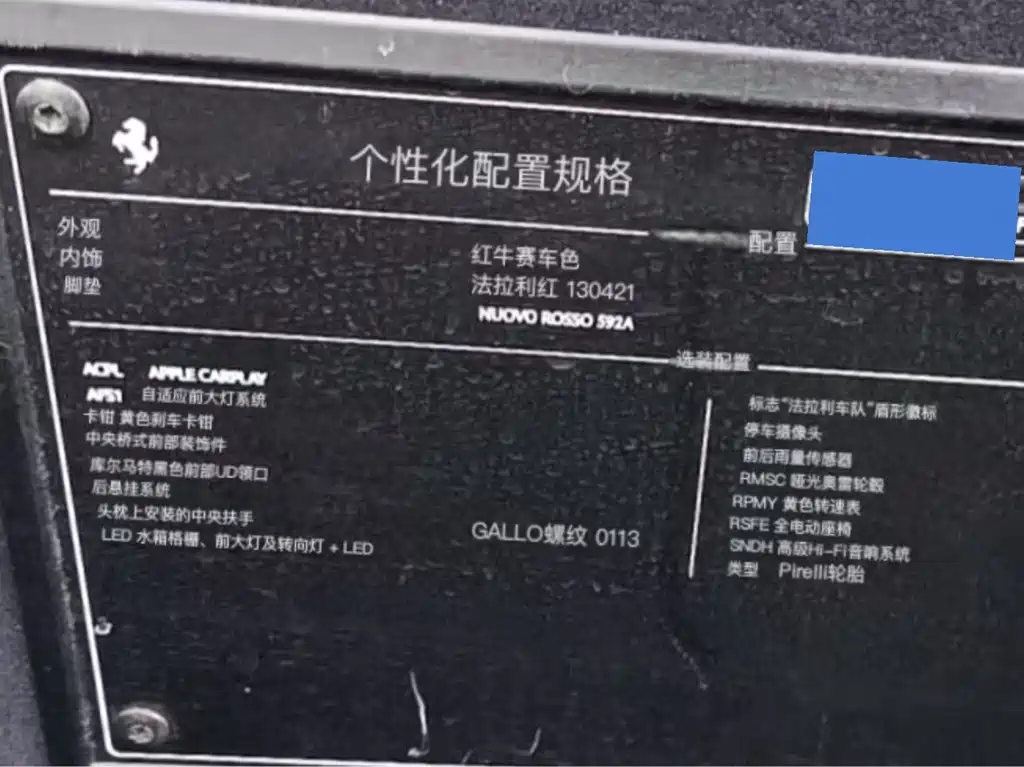 个性化配置规格
配置
外观 红牛赛车色
内饰 法拉利红 130421
脚垫 NUOVO ROSSO 592A
选装配置
ACPL APPLE CARPLAY
AFS1 自适应前大灯系统
卡钳 黄色刹车卡钳
中央桥式前部装饰件
库尔马特黑色前部UD领口
后悬挂系统
头枕上安装的中央扶手
LED 水箱格栅、前大灯及转向灯 + LED
GALLO螺纹 0113
标志"法拉利车队"盾形徽标
停车摄像头
前后雨量传感器
RMSC 哑光奥雷轮毂
RPMY 黄色转速表
RSFE 全电动座椅
SNDH 高级Hi-Fi音响系统
类型 Pirelli轮胎